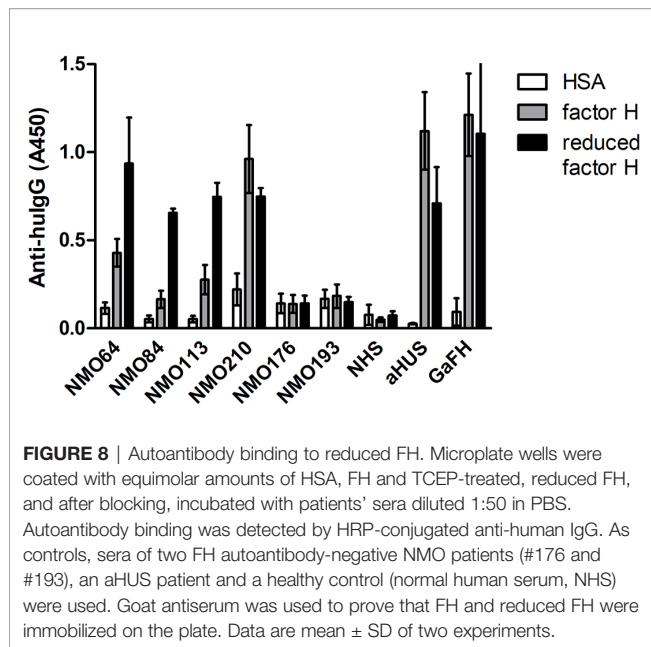 1.5
1.0
0.5
0.0
Anti-huIgG (A450)
HSA
factor H
reduced
factor H
NMO64
NMO84
NMO113
NMO210
NMO176
NMO193
NHS
aHUS
GaFH
FIGURE 8 | Autoantibody binding to reduced FH. Microplate wells were
coated with equimolar amounts of HSA, FH and TCEP-treated, reduced FH,
and after blocking, incubated with patients’ sera diluted 1:50 in PBS.
Autoantibody binding was detected by HRP-conjugated anti-human IgG. As
controls, sera of two FH autoantibody-negative NMO patients (#176 and
#193), an aHUS patient and a healthy control (normal human serum, NHS)
were used. Goat antiserum was used to prove that FH and reduced FH were
immobilized on the plate. Data are mean ± SD of two experiments.